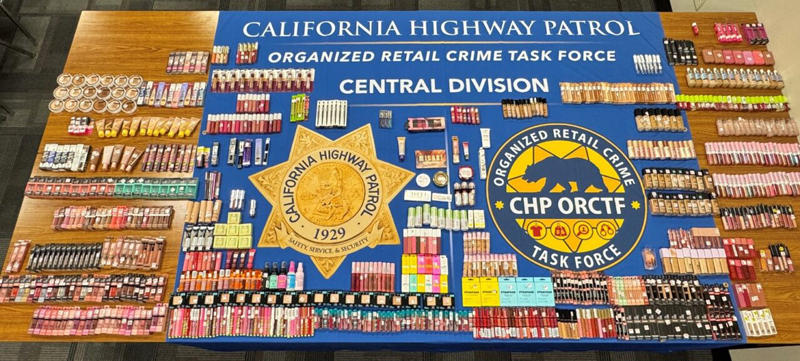 CALIFORNIA HIGHWAY PATROL
ORGANIZED RETAIL CRIME TASK FORCE
CENTRAL DIVISION
CALIFORNIA HIGHWAY PATROL
1929
SAFETY, SERVICE, & SECURITY
ORGANIZED RETAIL CRIME
CHP ORCTF
TASK FORCE